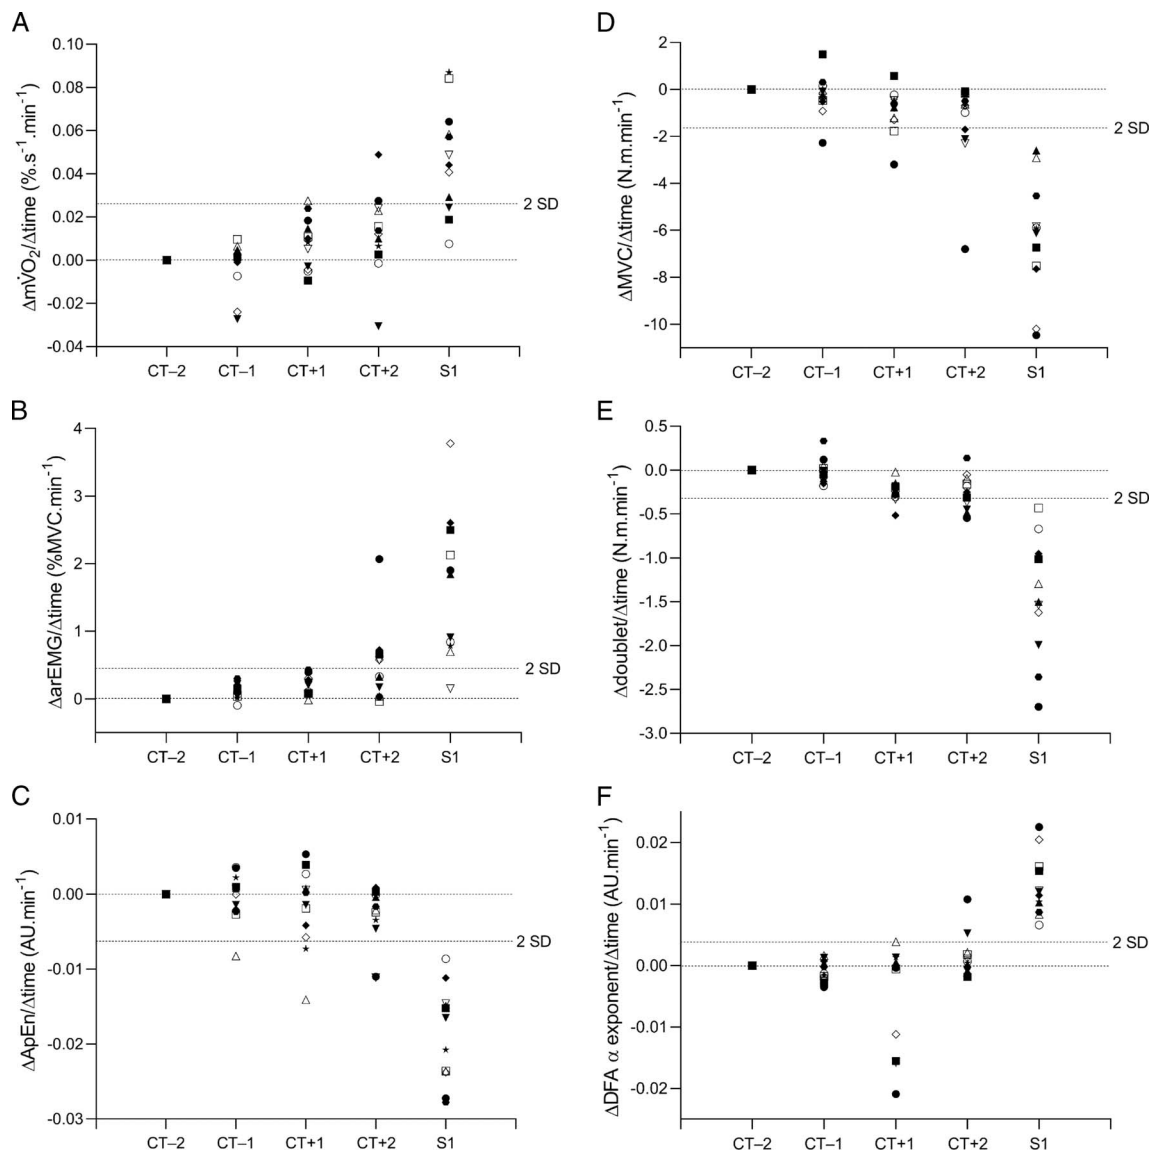 A
ΔmV̇O2/Δtime (%.s-1.min-1)
0.10
0.08
0.06
0.04
0.02
0.00
-0.02
-0.04
2 SD
CT–2 CT–1 CT+1 CT+2 S1
D
ΔMVC/Δtime (N.m.min-1)
2
0
-2
-4
-6
-8
-10
2 SD
CT–2 CT–1 CT+1 CT+2 S1
B
ΔarEMG/Δtime (%MVC.min-1)
4
3
2
1
0
2 SD
CT–2 CT–1 CT+1 CT+2 S1
E
Δdoublet/Δtime (N.m.min-1)
0.5
0.0
-0.5
-1.0
-1.5
-2.0
-2.5
-3.0
2 SD
CT–2 CT–1 CT+1 CT+2 S1
C
ΔApEn/Δtime (AU.min-1)
0.01
0.00
-0.01
-0.02
-0.03
2 SD
CT–2 CT–1 CT+1 CT+2 S1
F
ΔDFA α exponent/Δtime (AU.min-1)
0.02
0.01
0.00
-0.01
-0.02
2 SD
CT–2 CT–1 CT+1 CT+2 S1